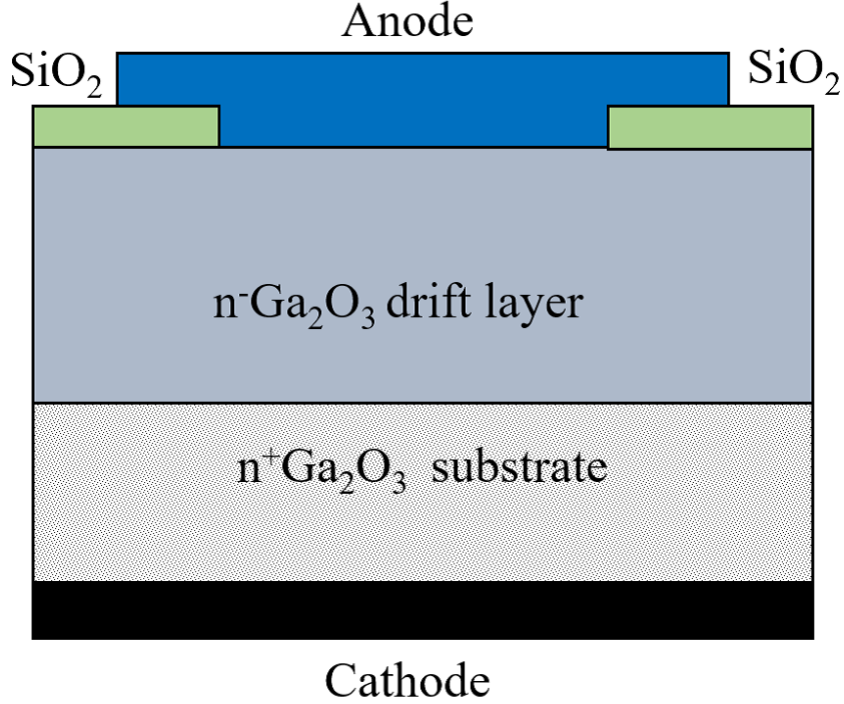 Anode
SiO₂ SiO₂
n⁻Ga₂O₃ drift layer
n⁺Ga₂O₃ substrate
Cathode